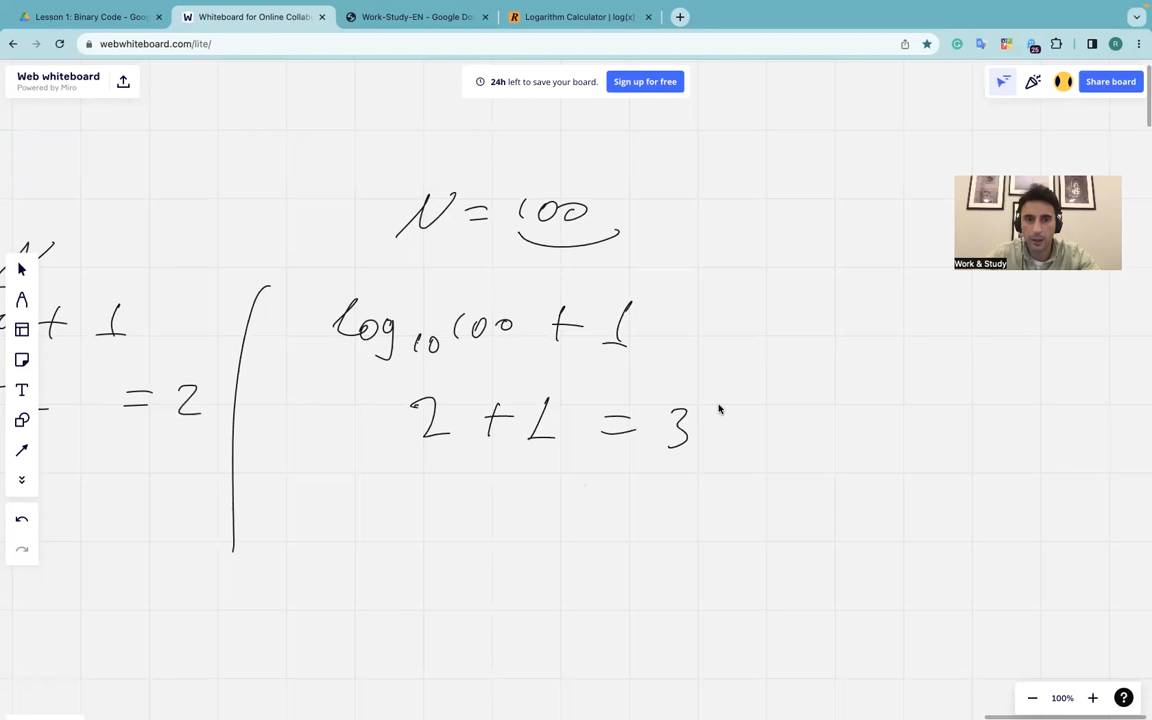 Lesson 1: Binary Code - Goo
Whiteboard for Online Collab
Work-Study-EN - Google Do
Logarithm Calculator | log(x)
webwhiteboard.com/lite/
25
R
Web whiteboard
Powered by Miro
24h left to save your board.
Sign up for free
Share board
N = 100
Work & Study
+ 1
log₁₀ 100 + 1
= 2
2 + 1 = 3
T
100%